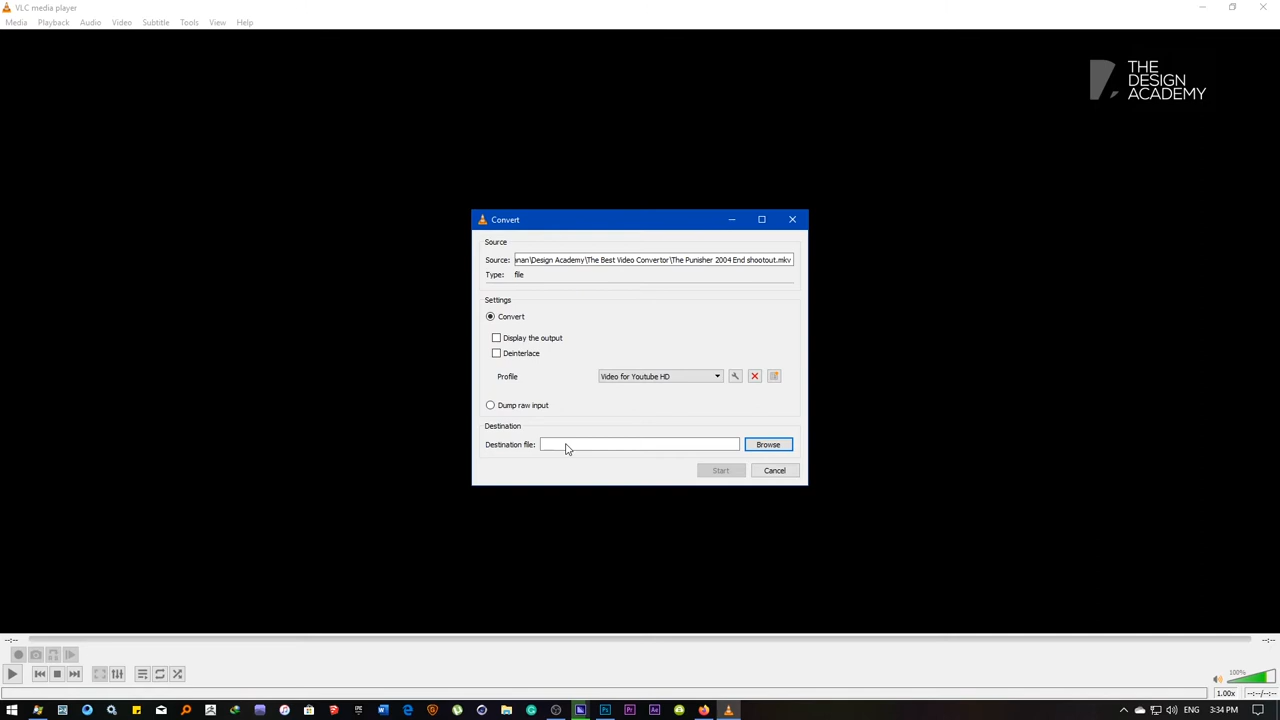 VLC media player
Media Playback Audio Video Subtitle Tools View Help
THE
DESIGN
ACADEMY
Convert
Source
Source: anan\Design Academy\The Best Video Convertor\The Punisher 2004 End shootout.mkv
Type: file
Settings
Convert
Display the output
Deinterlace
Profile Video for Youtube HD
Dump raw input
Destination
Destination file: Browse
Start Cancel
--:-- --:--
100%
1.00x --:--/--:--
ENG 3:34 PM